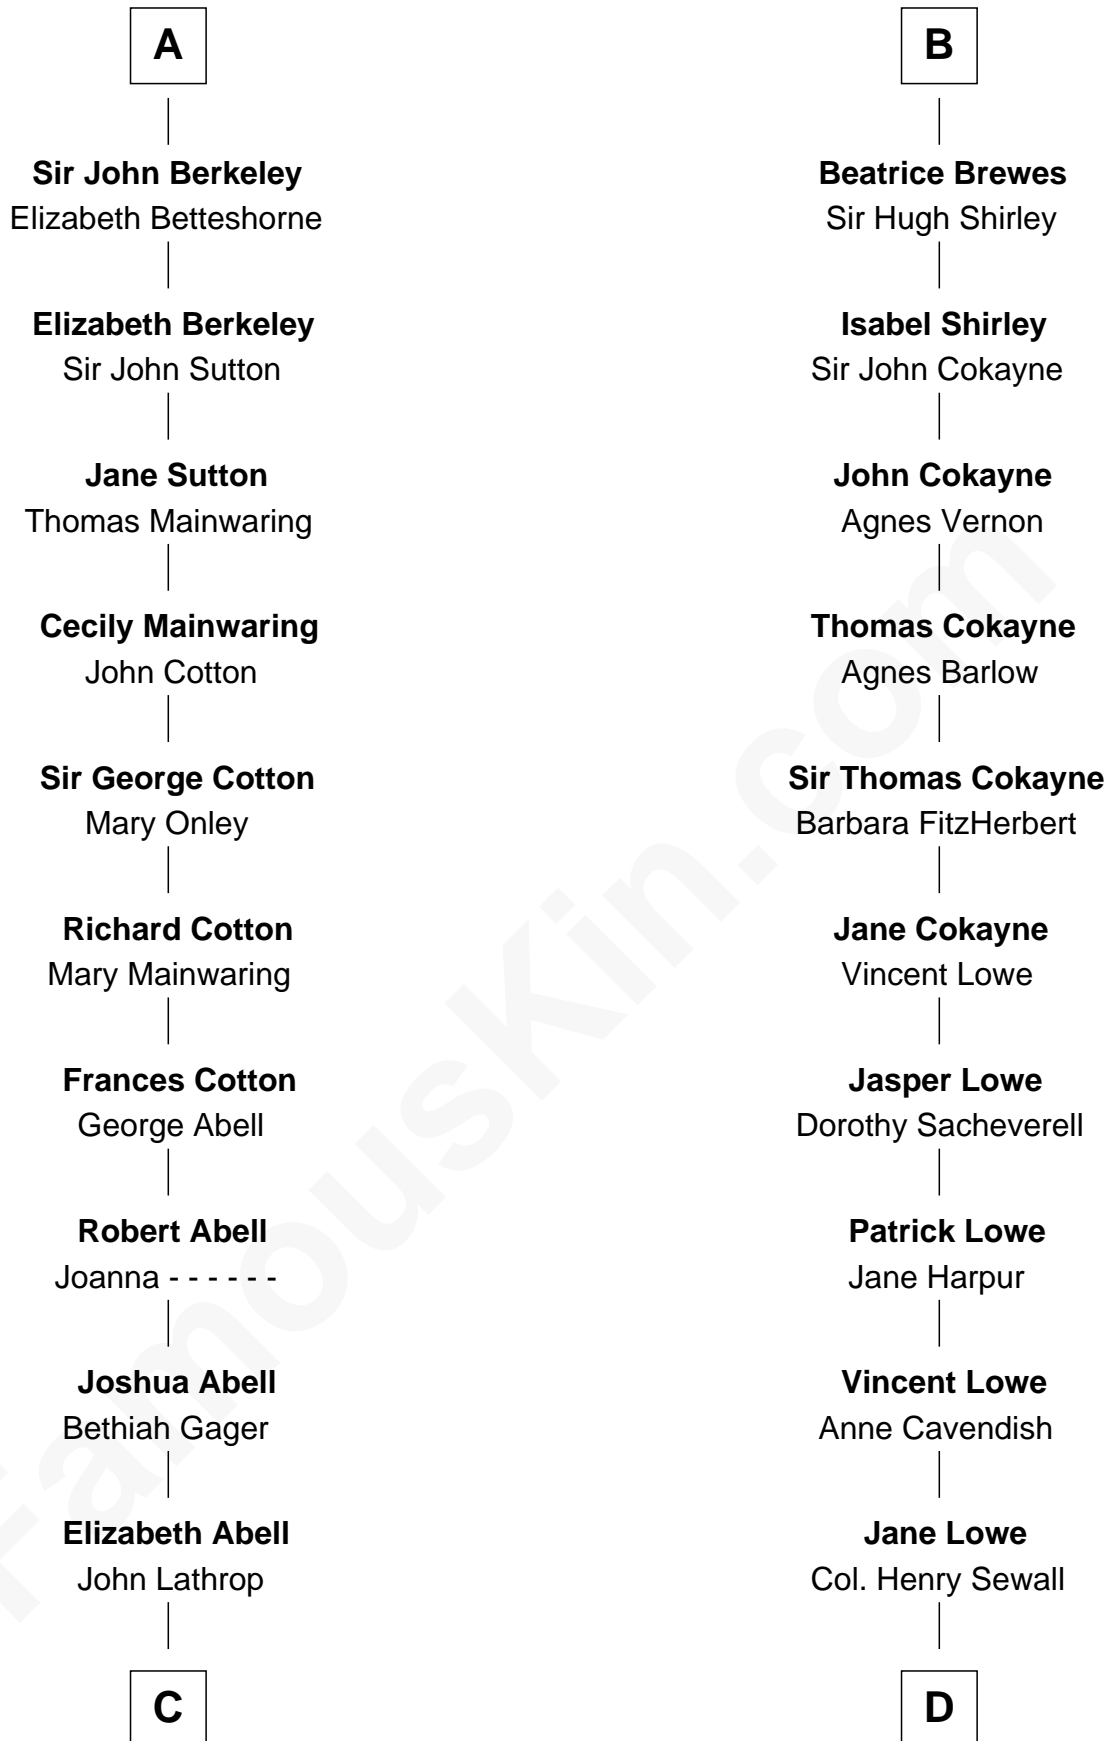 A
Sir John Berkeley
Elizabeth Betteshorne
Elizabeth Berkeley
Sir John Sutton
Jane Sutton
Thomas Mainwaring
Cecily Mainwaring
John Cotton
Sir George Cotton
Mary Onley
Richard Cotton
Mary Mainwaring
Frances Cotton
George Abell
Robert Abell
Joanna - - - - - -
Joshua Abell
Bethiah Gager
Elizabeth Abell
John Lathrop
C
B
Beatrice Brewes
Sir Hugh Shirley
Isabel Shirley
Sir John Cokayne
John Cokayne
Agnes Vernon
Thomas Cokayne
Agnes Barlow
Sir Thomas Cokayne
Barbara FitzHerbert
Jane Cokayne
Vincent Lowe
Jasper Lowe
Dorothy Sacheverell
Patrick Lowe
Jane Harpur
Vincent Lowe
Anne Cavendish
Jane Lowe
Col. Henry Sewall
D
FamousKin.com